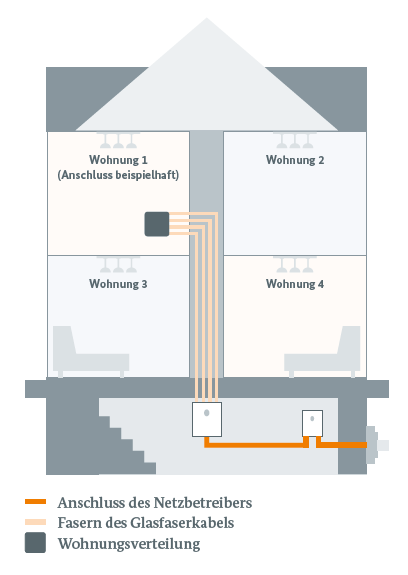 Wohnung 1
(Anschluss beispielhaft)
Wohnung 2
Wohnung 3
Wohnung 4
Anschluss des Netzbetreibers
Fasern des Glasfaserkabels
Wohnungsverteilung